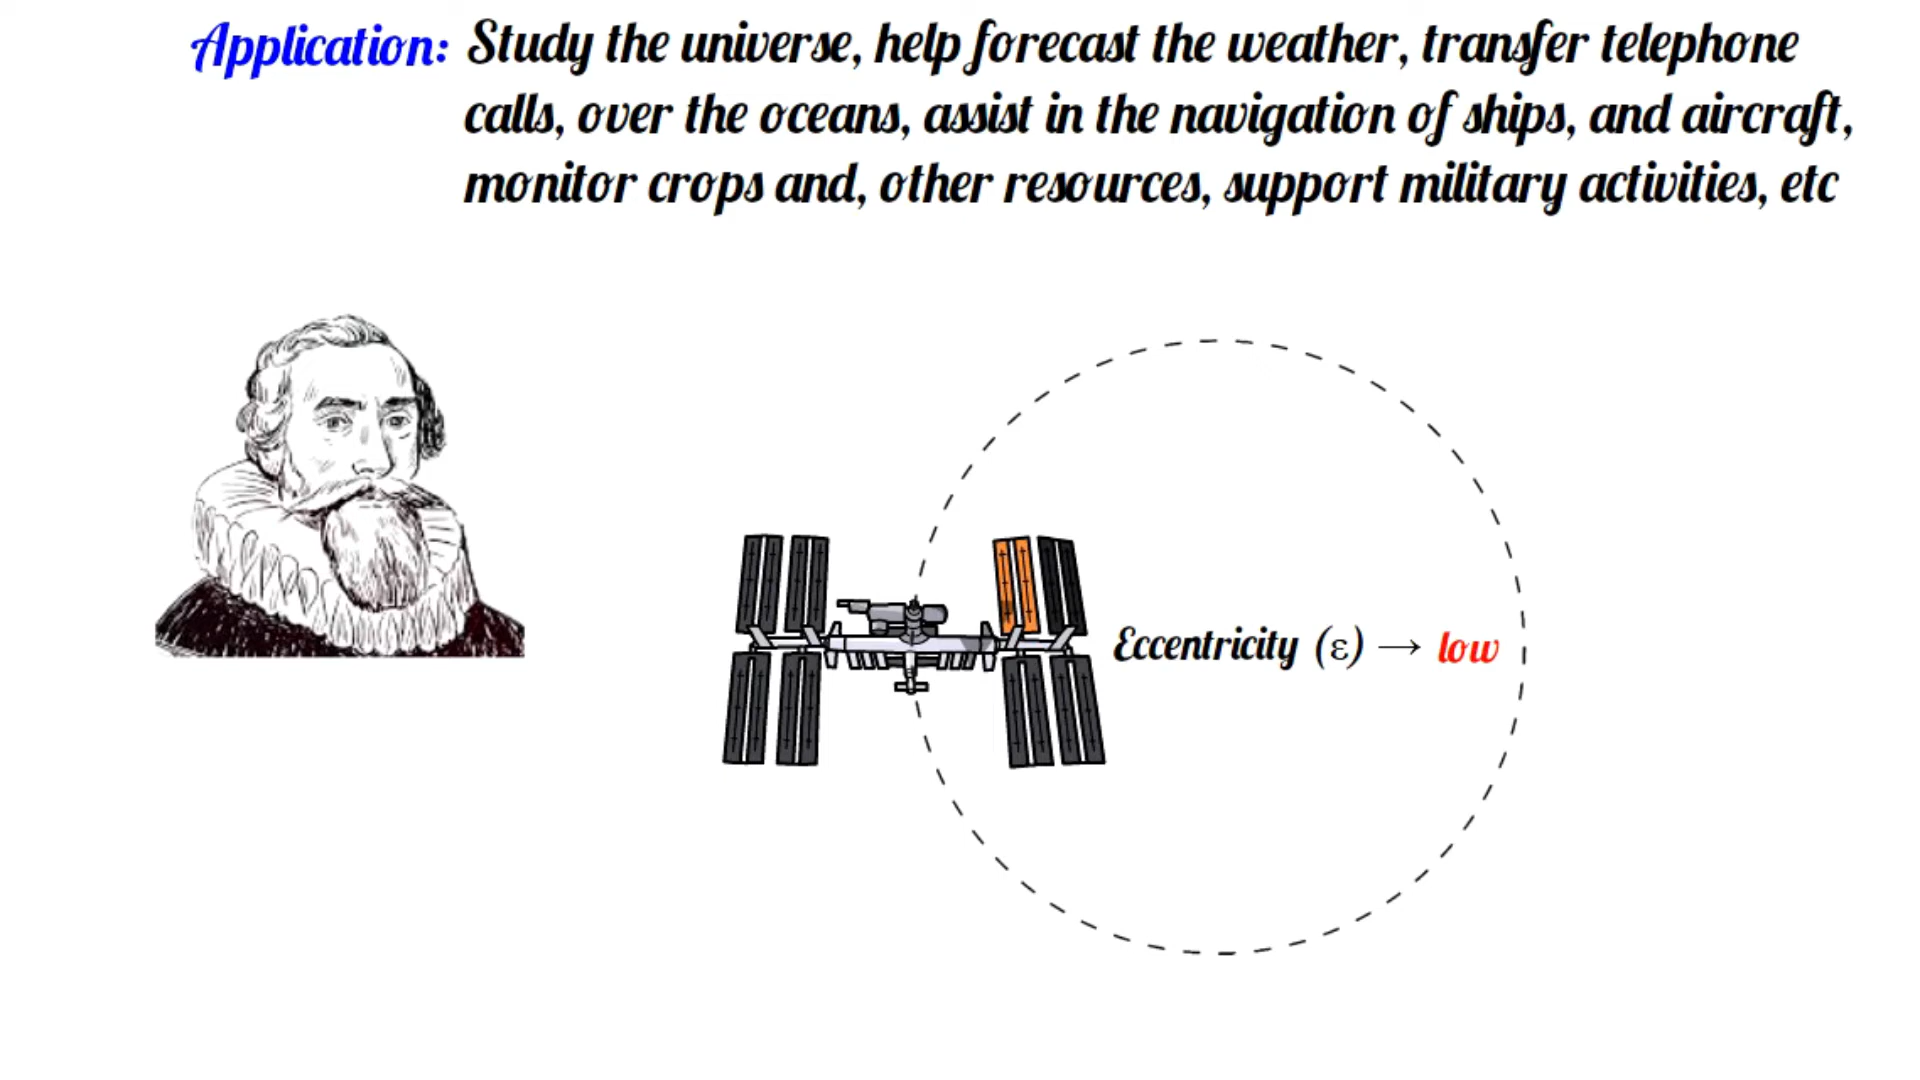 Application: Study the universe, help forecast the weather, transfer telephone
calls, over the oceans, assist in the navigation of ships, and aircraft,
monitor crops and, other resources, support military activities, etc
Eccentricity (ε) → low